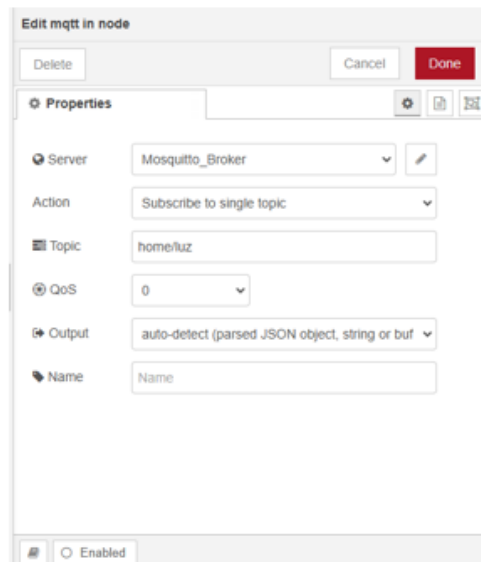 Edit mqtt in node
Delete Cancel Done
Properties
Server Mosquitto_Broker
Action Subscribe to single topic
Topic home/luz
QoS 0
Output auto-detect (parsed JSON object, string or buf
Name Name
Enabled